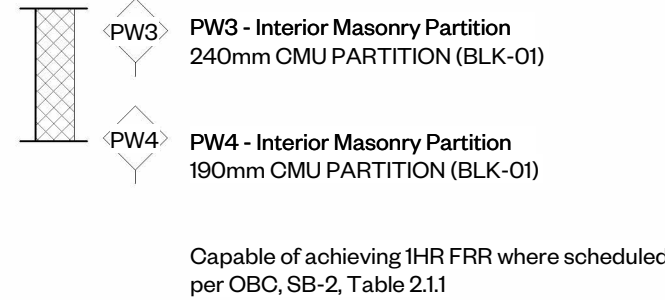 PW3
PW3 - Interior Masonry Partition
240mm CMU PARTITION (BLK-01)
PW4
PW4 - Interior Masonry Partition
190mm CMU PARTITION (BLK-01)
Capable of achieving 1HR FRR where scheduled
per OBC, SB-2, Table 2.1.1